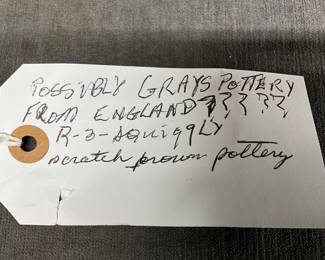 POSSIBLY GRAYS POTTERY
FROM ENGLAND ? ? ? ? ?
R-3-SQUIGGLY
scratch brown pottery